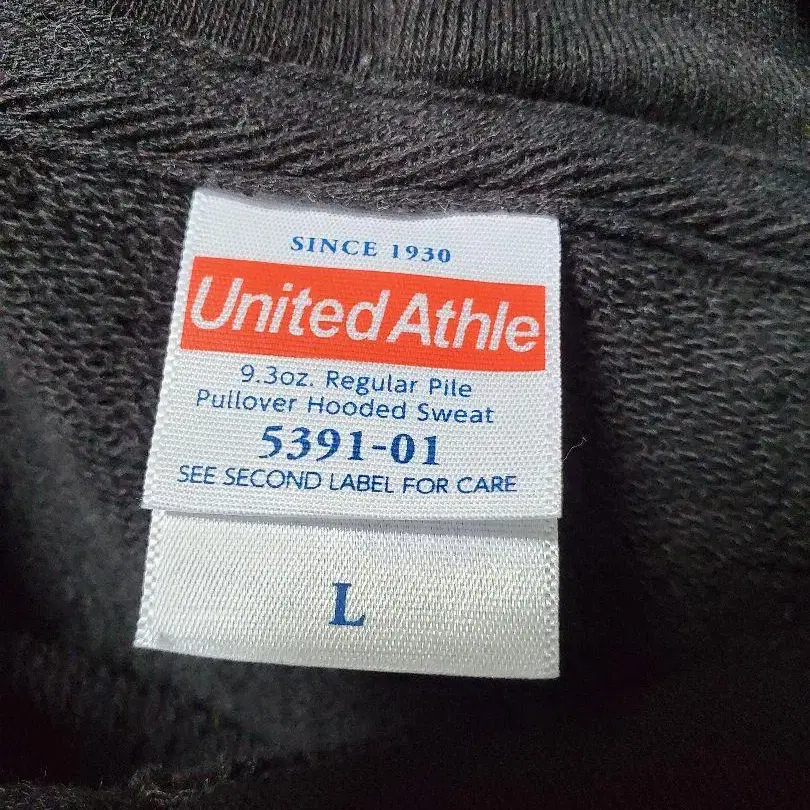 SINCE 1930
United Athle
9.3oz. Regular Pile
Pullover Hooded Sweat
5391-01
SEE SECOND LABEL FOR CARE
L